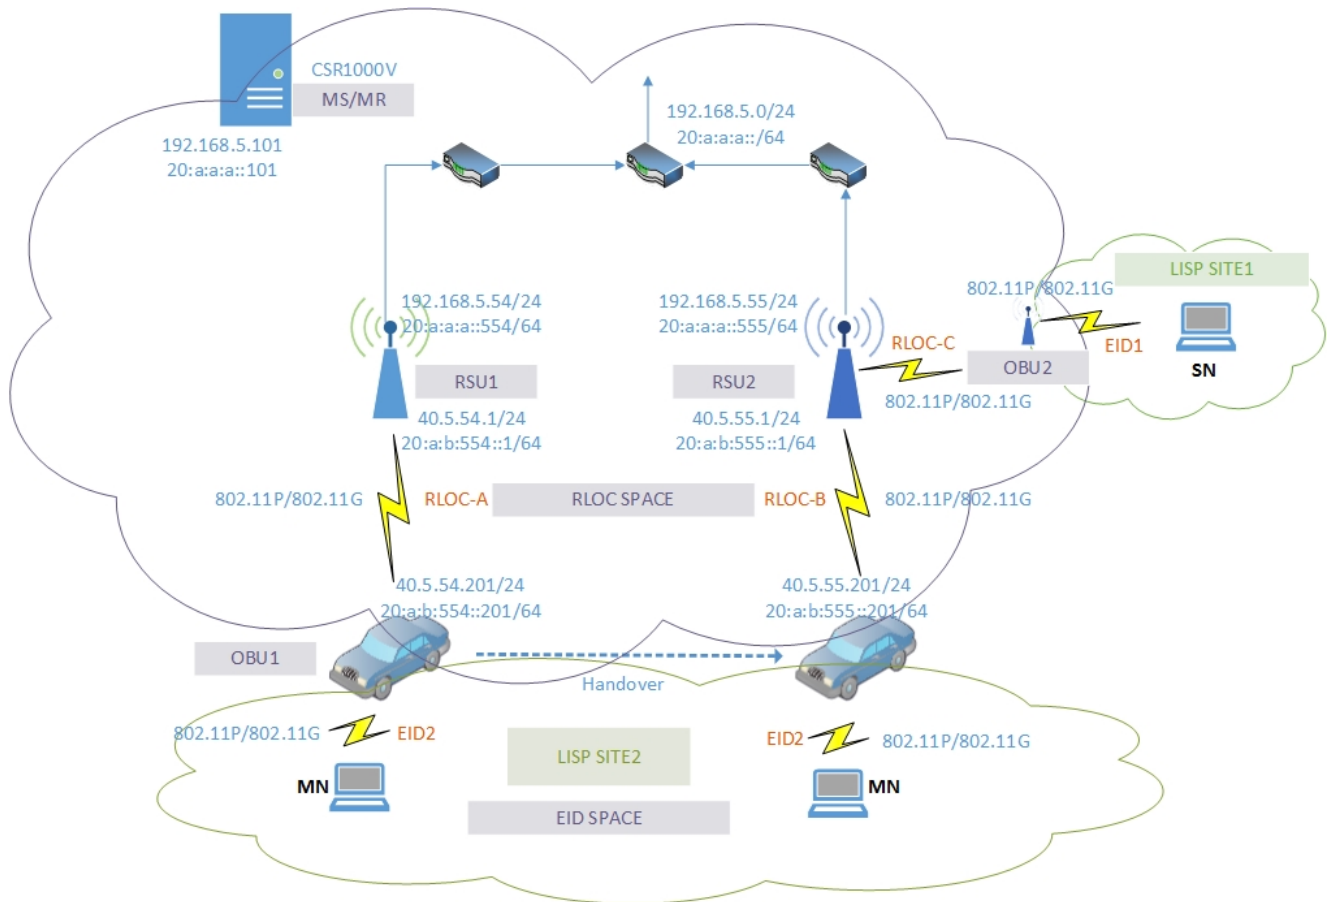 CSR1000V
MS/MR
192.168.5.101
20:a:a:a::101
192.168.5.0/24
20:a:a:a::/64
192.168.5.54/24
20:a:a:a::554/64
RSU1
40.5.54.1/24
20:a:b:554::1/64
192.168.5.55/24
20:a:a:a::555/64
RSU2
40.5.55.1/24
20:a:b:555::1/64
RLOC-C
802.11P/802.11G
OBU2
802.11P/802.11G
LISP SITE1
EID1
SN
802.11P/802.11G
RLOC-A
RLOC SPACE
RLOC-B
802.11P/802.11G
40.5.54.201/24
20:a:b:554::201/64
40.5.55.201/24
20:a:b:555::201/64
OBU1
Handover
802.11P/802.11G
EID2
MN
LISP SITE2
EID SPACE
EID2
802.11P/802.11G
MN